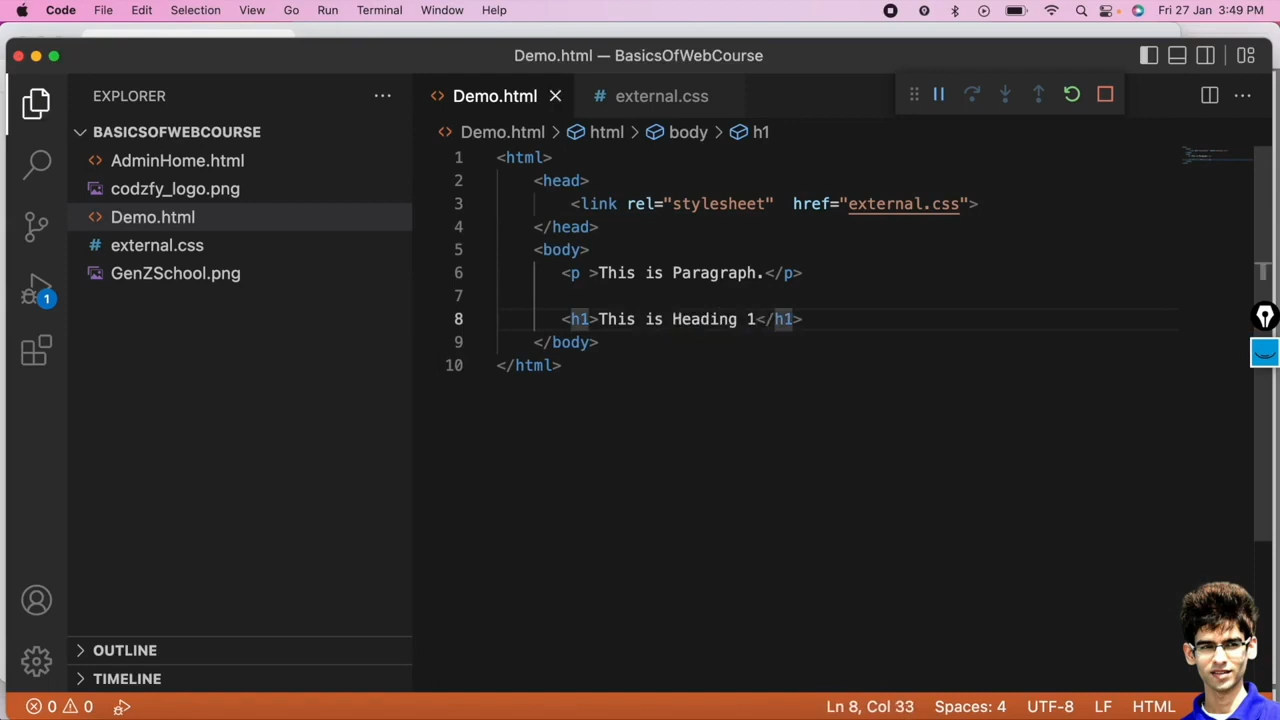 Code File Edit Selection View Go Run Terminal Window Help Fri 27 Jan 3:49 PM
Demo.html — BasicsOfWebCourse
EXPLORER
BASICSOFWEBCOURSE
AdminHome.html
codzfy_logo.png
Demo.html
external.css
GenZSchool.png
1
OUTLINE
TIMELINE
Demo.html external.css
Demo.html > html > body > h1
1 <html>
2 <head>
3 <link rel="stylesheet"  href="external.css">
4 </head>
5 <body>
6 <p >This is Paragraph.</p>
7
8 <h1>This is Heading 1</h1>
9 </body>
10 </html>
0 0 Ln 8, Col 33 Spaces: 4 UTF-8 LF HTML